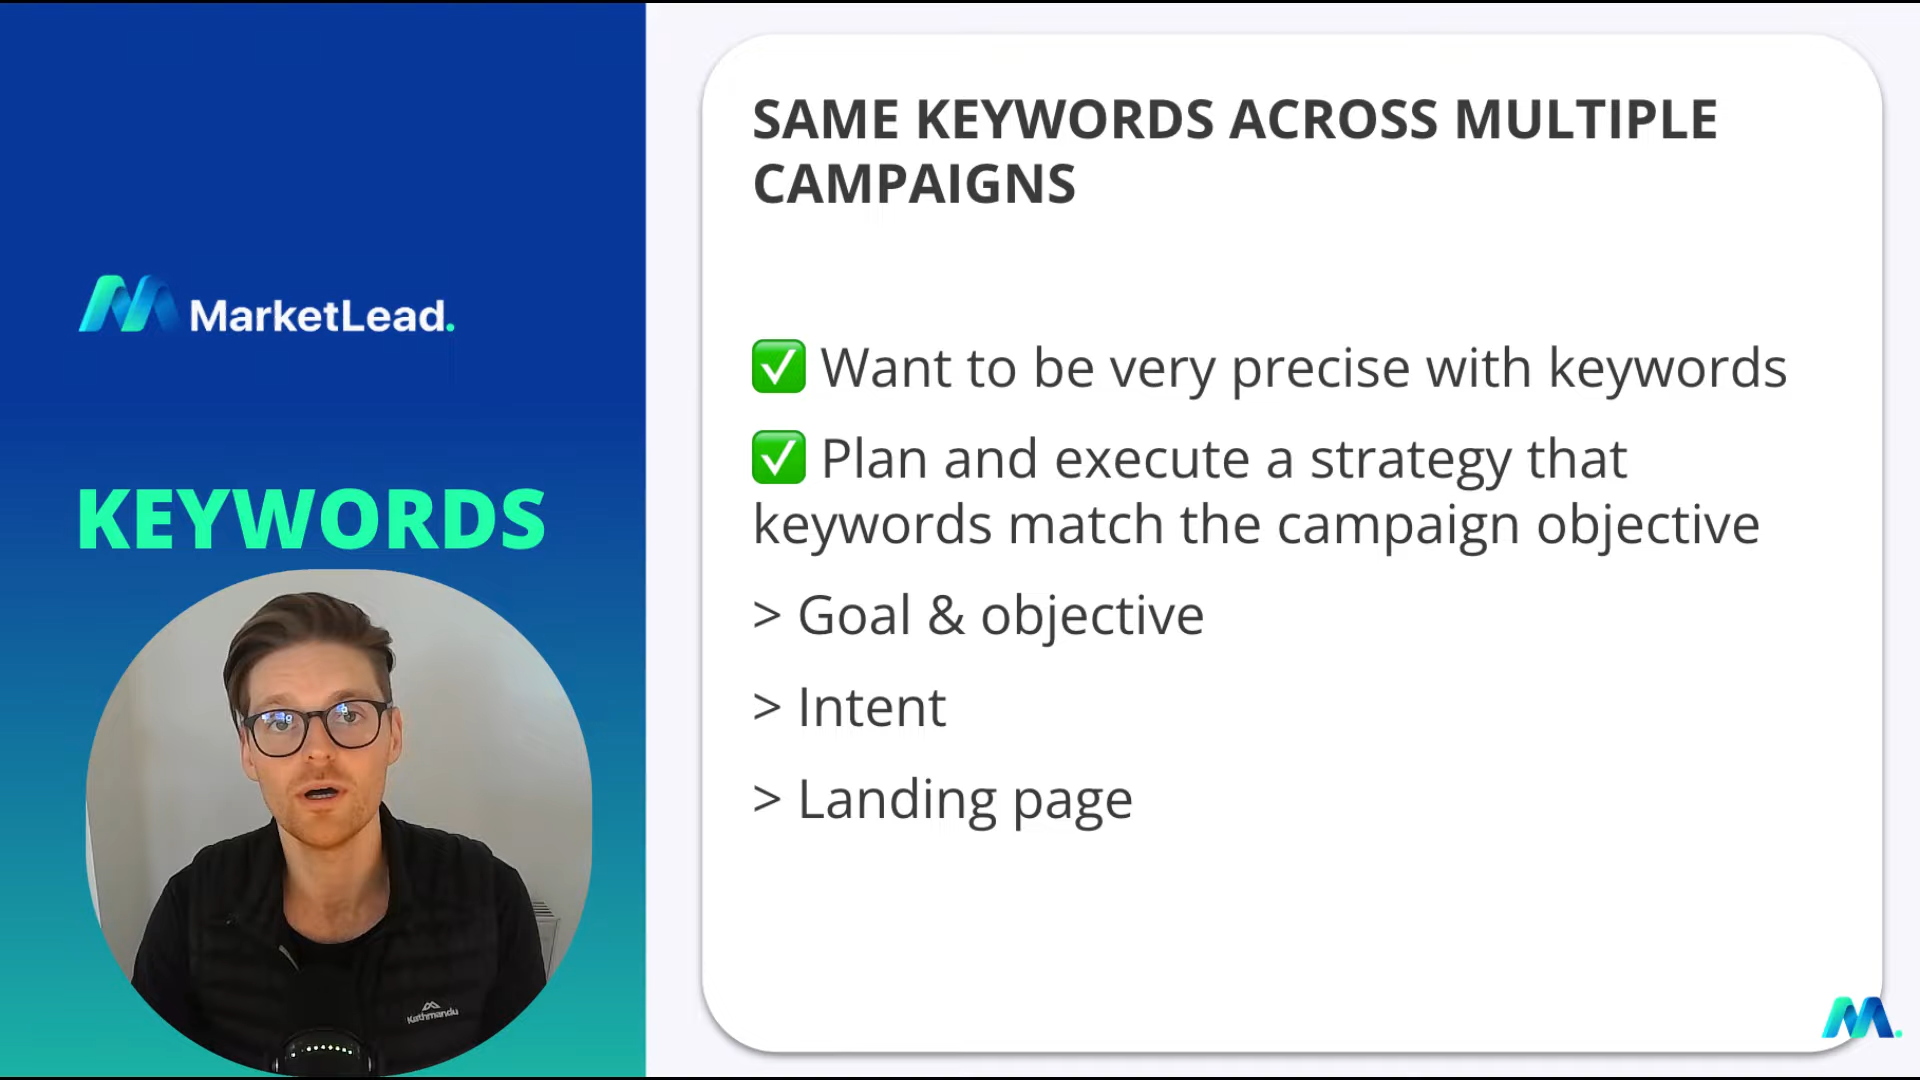 MarketLead.
KEYWORDS
Kathmandu
SAME KEYWORDS ACROSS MULTIPLE
CAMPAIGNS
✅ Want to be very precise with keywords
✅ Plan and execute a strategy that
keywords match the campaign objective
> Goal & objective
> Intent
> Landing page